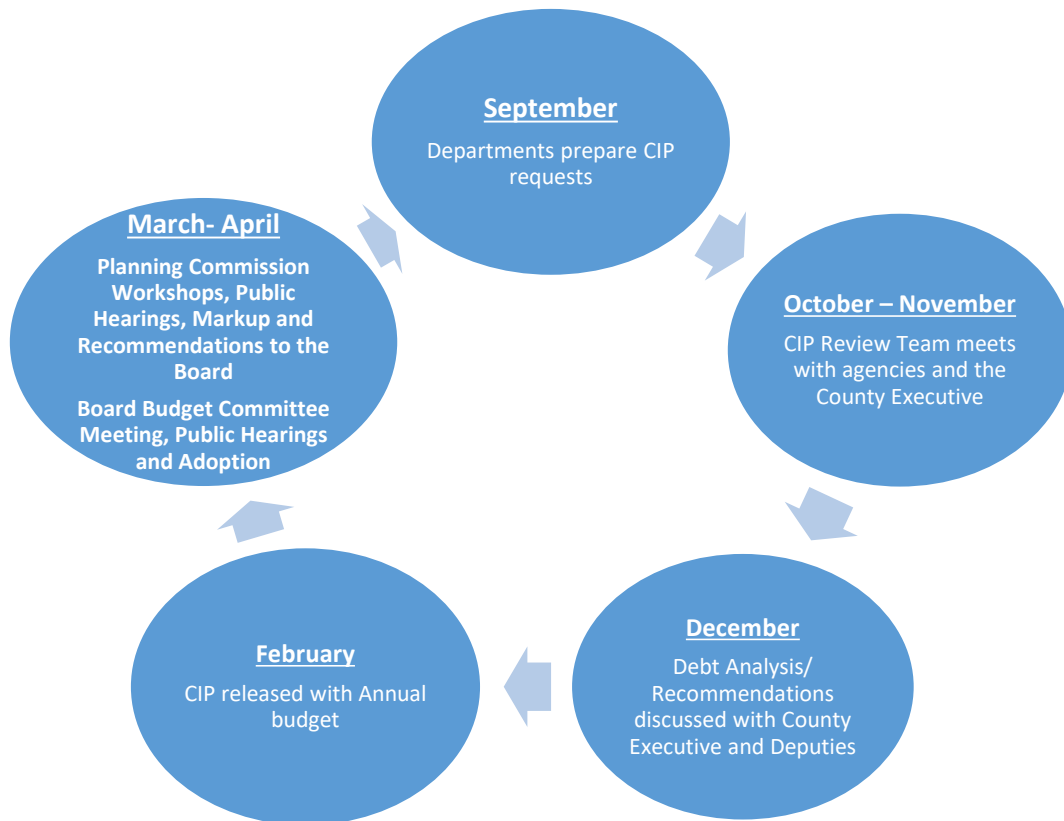 September
Departments prepare CIP
requests
October – November
CIP Review Team meets
with agencies and the
County Executive
December
Debt Analysis/
Recommendations
discussed with County
Executive and Deputies
February
CIP released with Annual
budget
March- April
Planning Commission
Workshops, Public
Hearings, Markup and
Recommendations to the
Board
Board Budget Committee
Meeting, Public Hearings
and Adoption